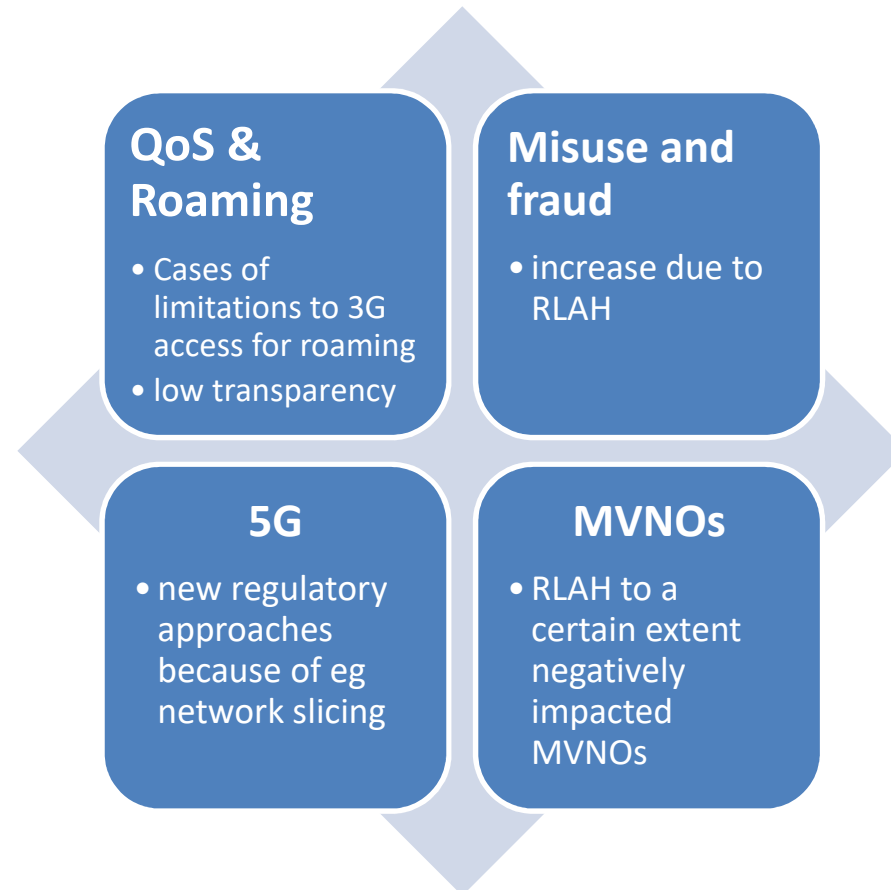 QoS &
Roaming
• Cases of
limitations to 3G
access for roaming
• low transparency
Misuse and
fraud
• increase due to
RLAH
5G
• new regulatory
approaches
because of eg
network slicing
MVNOs
• RLAH to a
certain extent
negatively
impacted
MVNOs